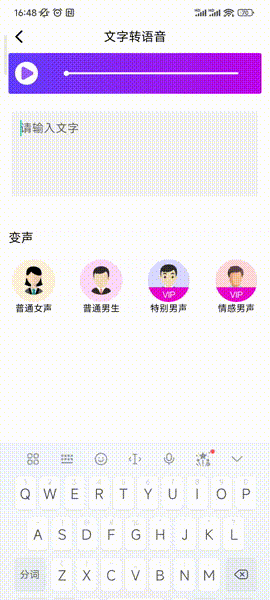 16:48
70
文字转语音
请输入文字
变声
VIP VIP
普通女声 普通男生 特别男声 情感男声
Q W E R T Y U I O P
A S D F G H J K L
分词 Z X C V B N M